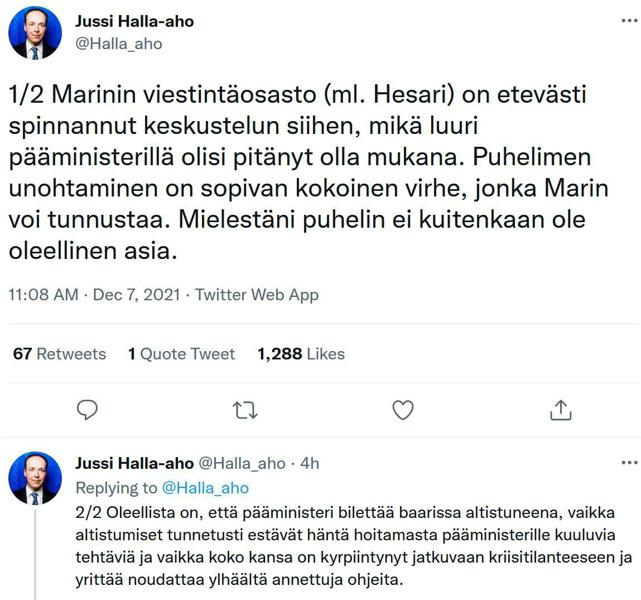 Jussi Halla-aho
@Halla_aho
1/2 Marinin viestintäosasto (ml. Hesari) on etevästi
spinnannut keskustelun siihen, mikä luuri
pääministerillä olisi pitänyt olla mukana. Puhelimen
unohtaminen on sopivan kokoinen virhe, jonka Marin
voi tunnustaa. Mielestäni puhelin ei kuitenkaan ole
oleellinen asia.
11:08 AM · Dec 7, 2021 · Twitter Web App
67 Retweets 1 Quote Tweet 1,288 Likes
Jussi Halla-aho @Halla_aho · 4h
Replying to @Halla_aho
2/2 Oleellista on, että pääministeri bilettää baarissa altistuneena, vaikka
altistumiset tunnetusti estävät häntä hoitamasta pääministerille kuuluvia
tehtäviä ja vaikka koko kansa on kyrpiintynyt jatkuvaan kriisitilanteeseen ja
yrittää noudattaa ylhäältä annettuja ohjeita.